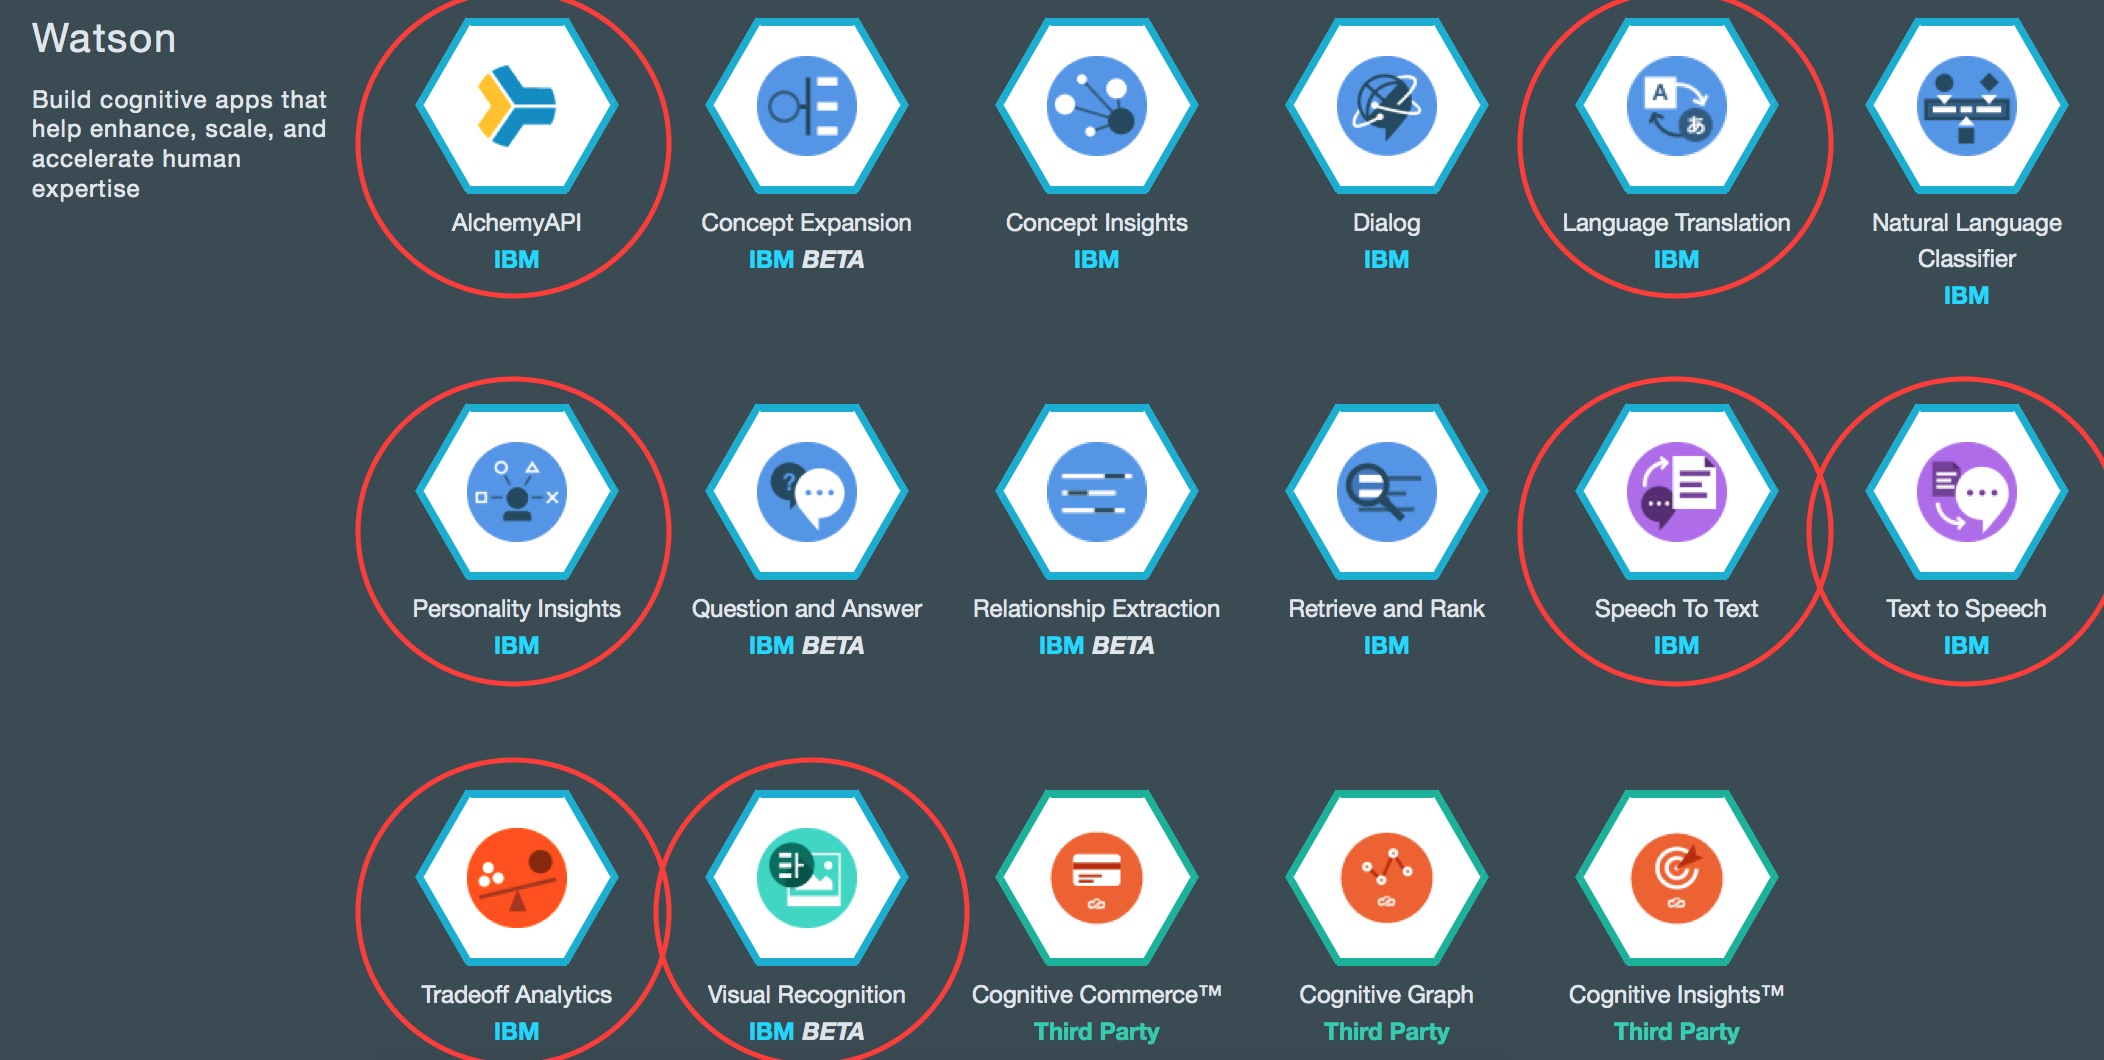 Watson
Build cognitive apps that
help enhance, scale, and
accelerate human
expertise
A
あ
AlchemyAPI
IBM
Concept Expansion
IBM BETA
Concept Insights
IBM
Dialog
IBM
Language Translation
IBM
Natural Language
Classifier
IBM
?
Personality Insights
IBM
Question and Answer
IBM BETA
Relationship Extraction
IBM BETA
Retrieve and Rank
IBM
Speech To Text
IBM
Text to Speech
IBM
Tradeoff Analytics
IBM
Visual Recognition
IBM BETA
Cognitive Commerce™
Third Party
Cognitive Graph
Third Party
Cognitive Insights™
Third Party